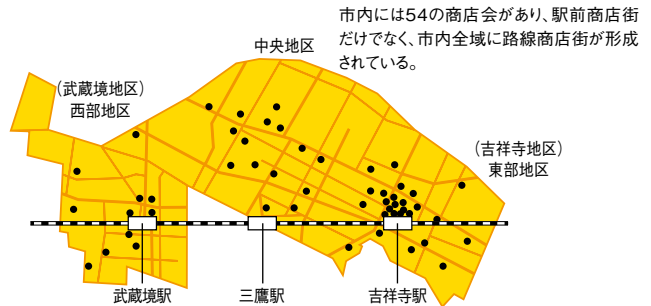 市内には54の商店会があり、駅前商店街
だけでなく、市内全域に路線商店街が形成
されている。
中央地区
（武蔵境地区）
西部地区
（吉祥寺地区）
東部地区
武蔵境駅
三鷹駅
吉祥寺駅